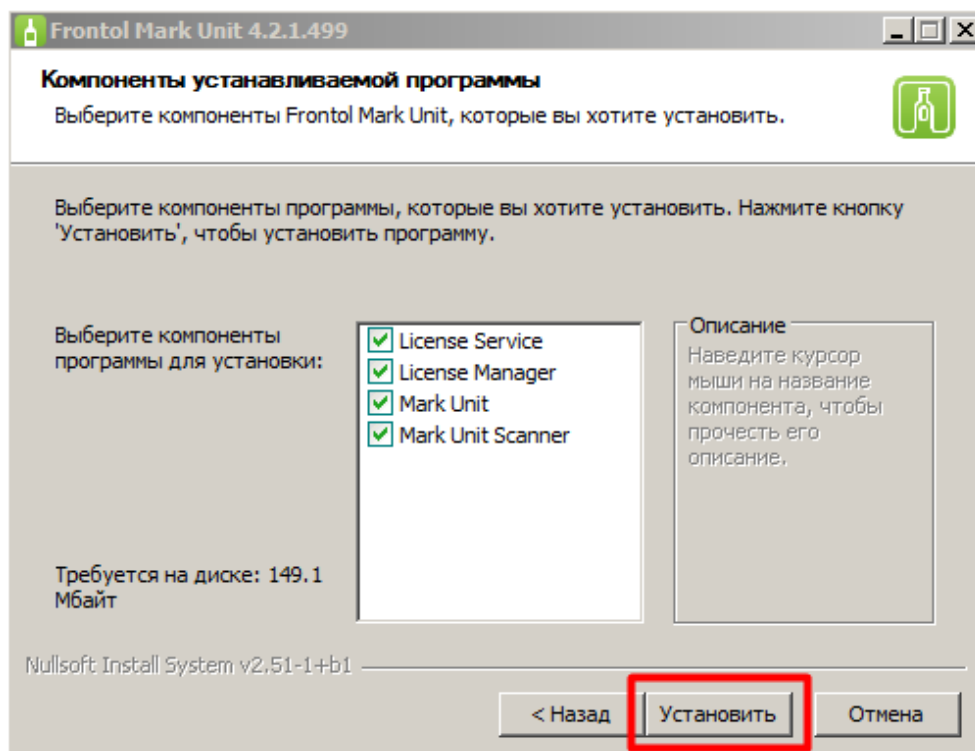 Frontol Mark Unit 4.2.1.499
Компоненты устанавливаемой программы
Выберите компоненты Frontol Mark Unit, которые вы хотите установить.
Выберите компоненты программы, которые вы хотите установить. Нажмите кнопку
'Установить', чтобы установить программу.
Выберите компоненты
программы для установки:
License Service
License Manager
Mark Unit
Mark Unit Scanner
Описание
Наведите курсор
мыши на название
компонента, чтобы
прочесть его
описание.
Требуется на диске: 149.1
Мбайт
Nullsoft Install System v2.51-1+b1
< Назад
Установить
Отмена